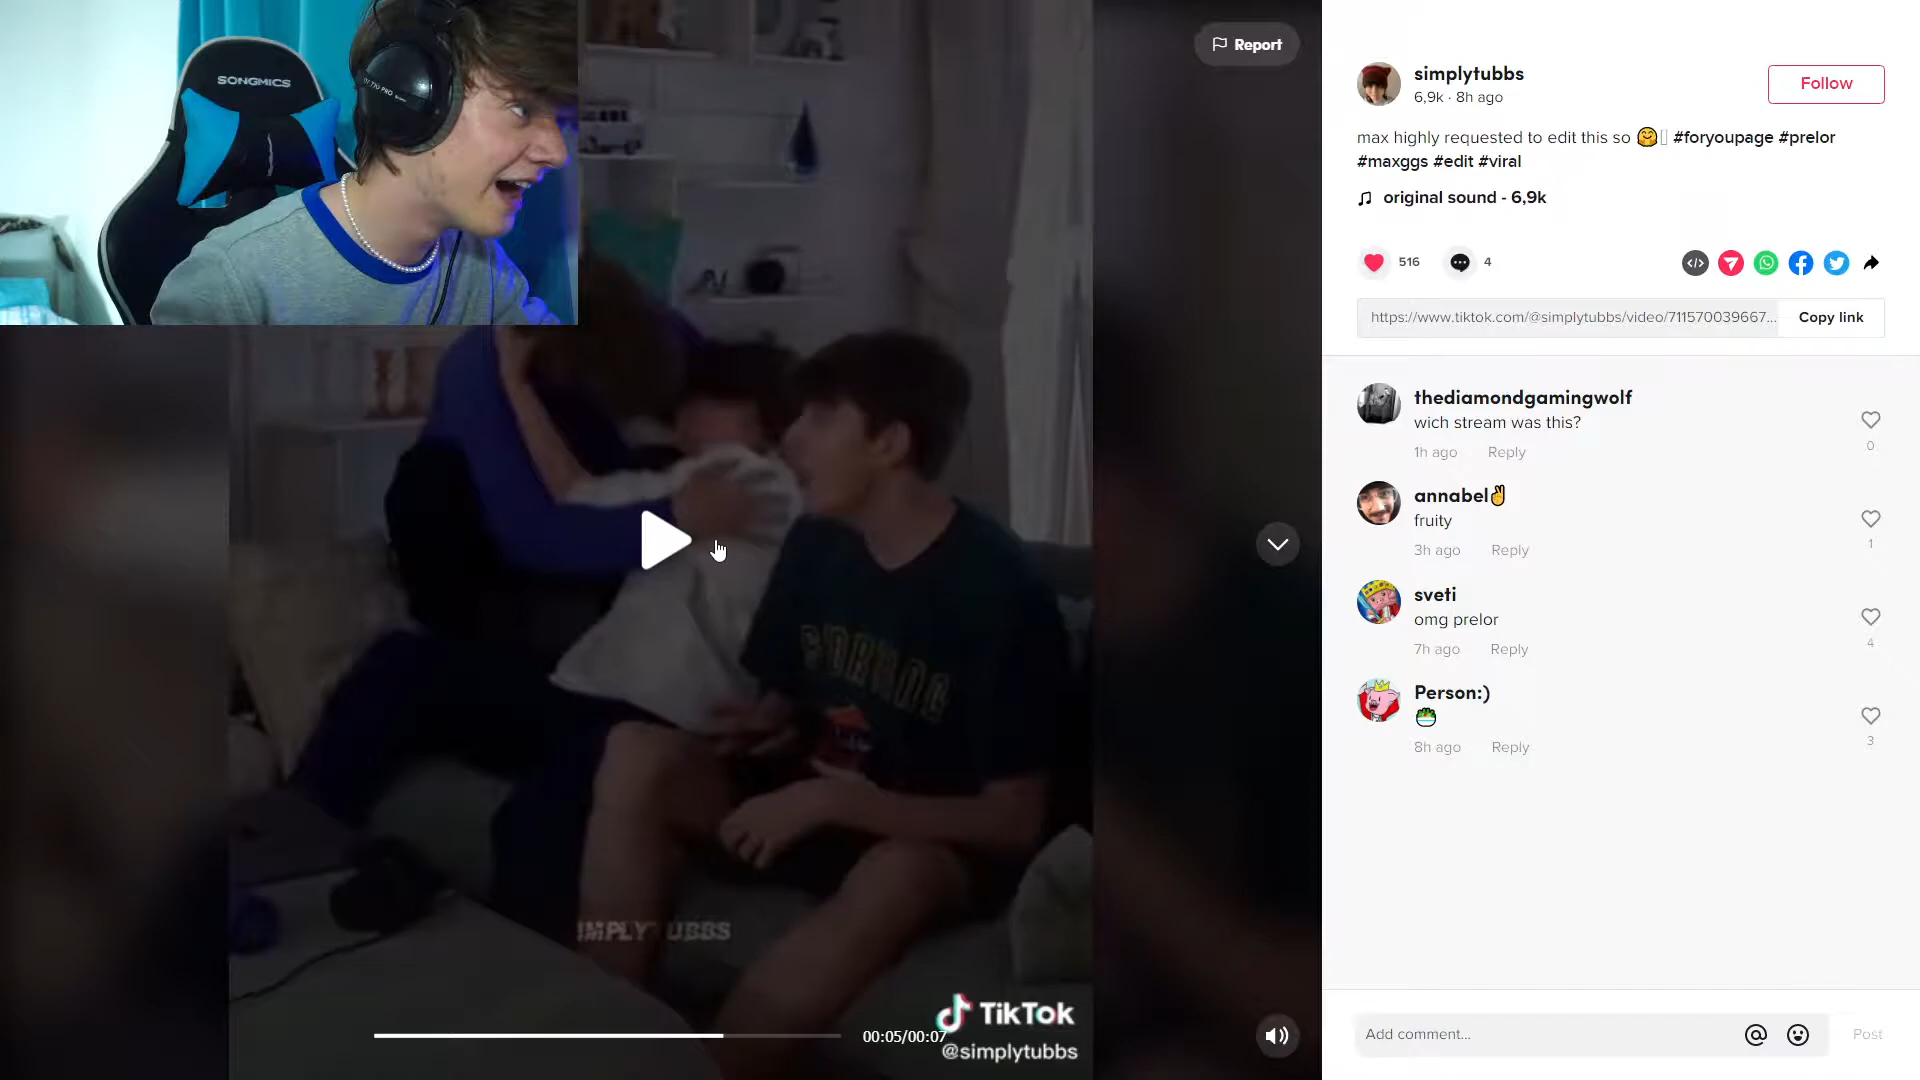 SONGMICS
Report
simplytubbs
6,9k · 8h ago
Follow
max highly requested to edit this so 🤗 #foryoupage #prelor
#maxggs #edit #viral
original sound - 6,9k
516
4
https://www.tiktok.com/@simplytubbs/video/711570039667...
Copy link
thediamondgamingwolf
wich stream was this?
1h ago Reply
0
annabel✌
fruity
3h ago Reply
1
sveti
omg prelor
7h ago Reply
4
Person:)
🥗
8h ago Reply
3
IMPLY UBBS
00:05/00:07
TikTok
@simplytubbs
Add comment...
Post